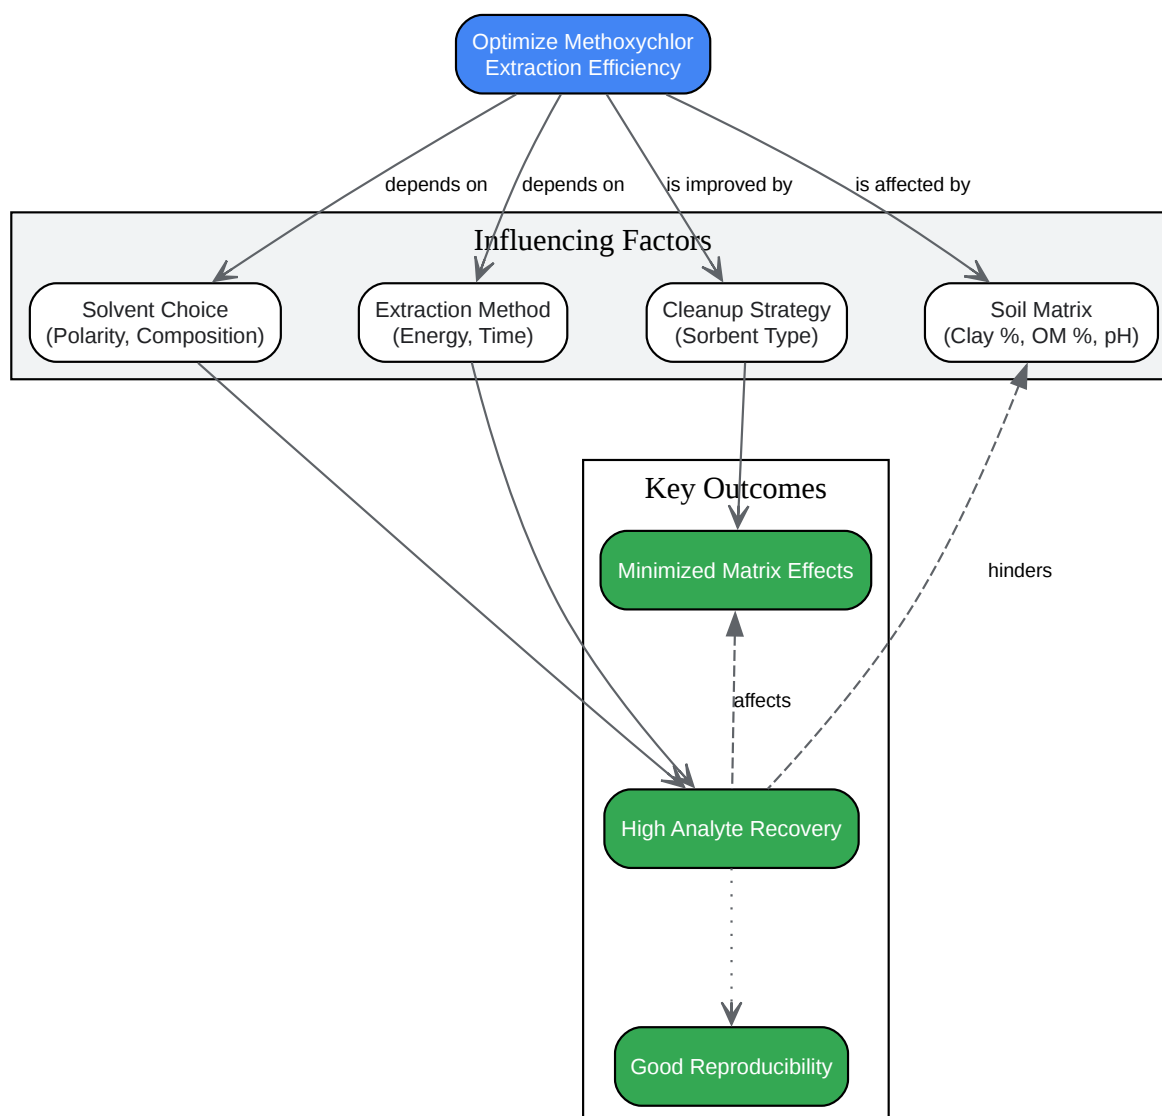 Optimize Methoxychlor
Extraction Efficiency
depends on
depends on
is improved by
is affected by
Influencing Factors
Solvent Choice
(Polarity, Composition)
Extraction Method
(Energy, Time)
Cleanup Strategy
(Sorbent Type)
Soil Matrix
(Clay %, OM %, pH)
Key Outcomes
Minimized Matrix Effects
hinders
affects
High Analyte Recovery
Good Reproducibility